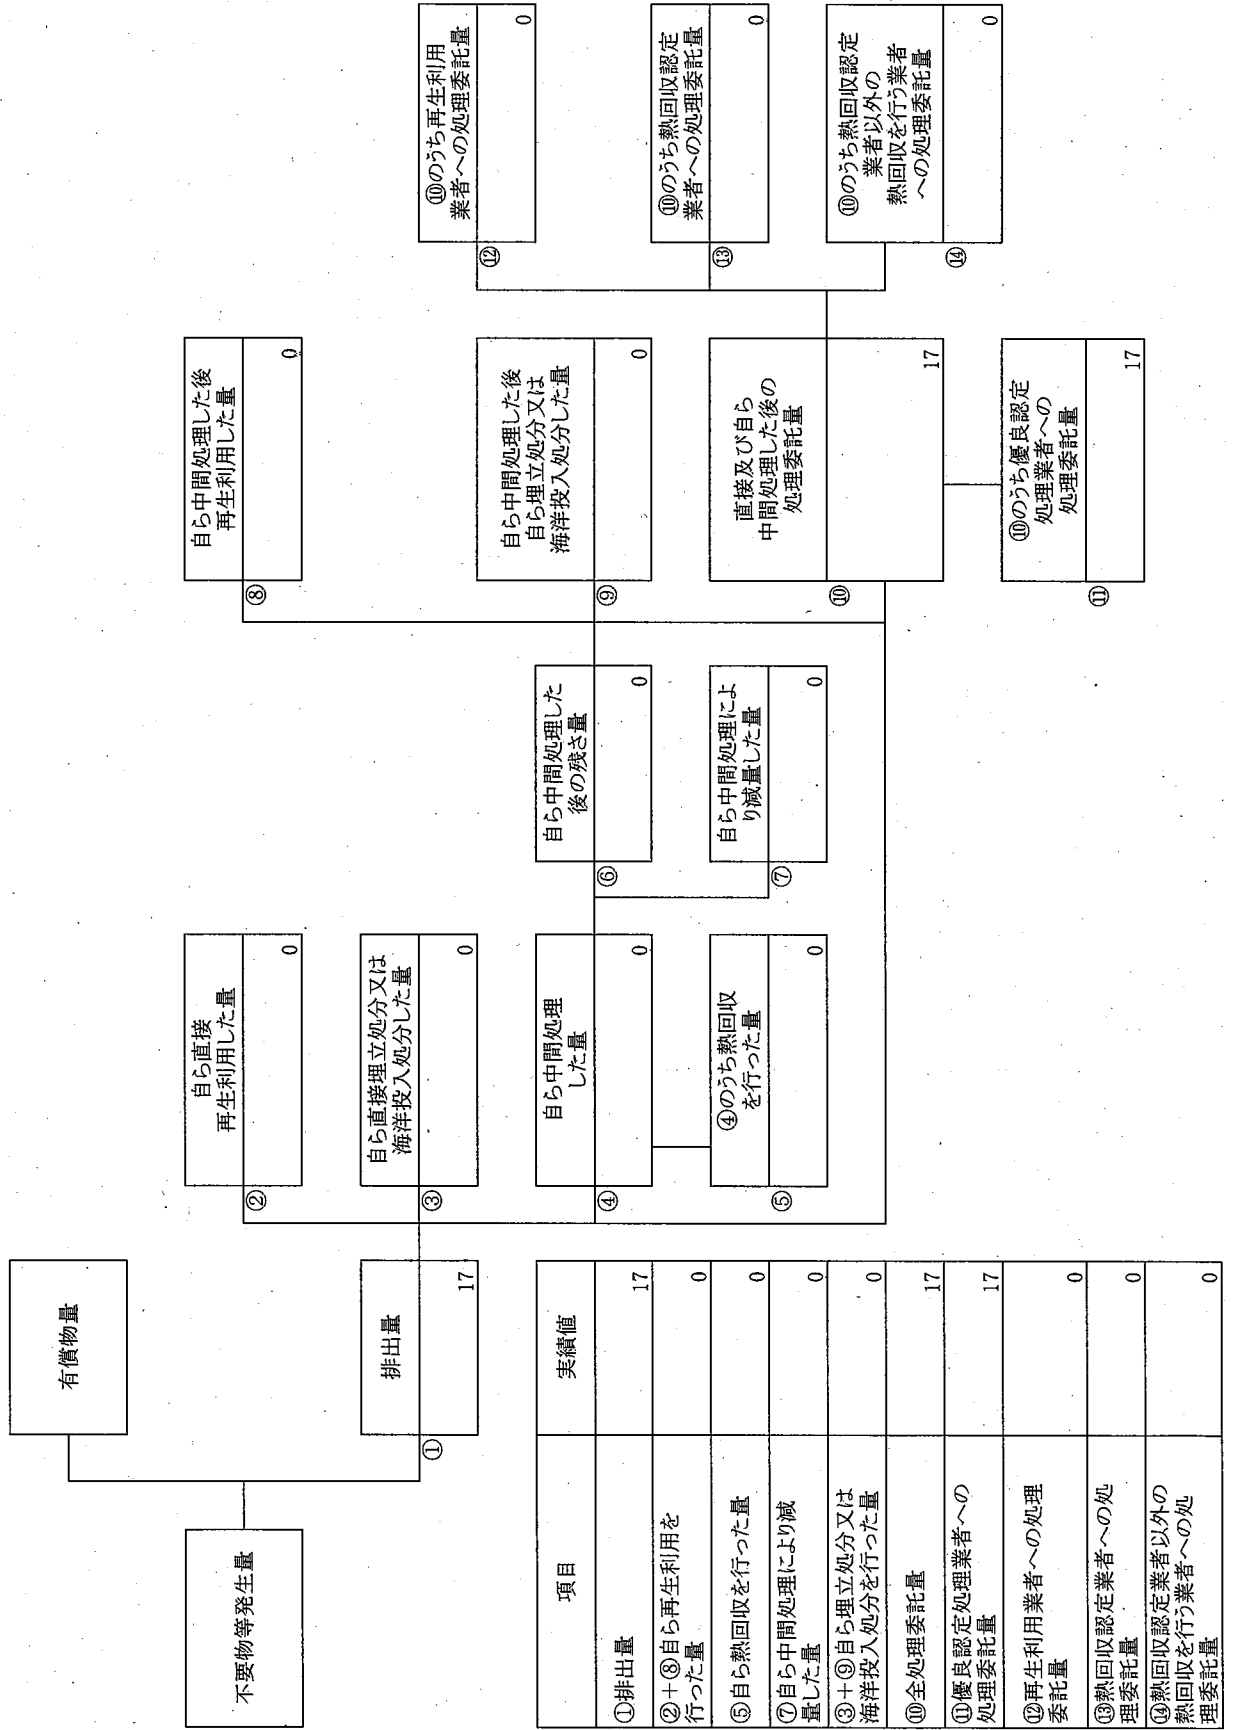 有償物量
不要物等発生量
排出量
①
17
自ら直接
再生利用した量
②
0
自ら直接埋立処分又は
海洋投入処分した量
③
0
自ら中間処理
した量
④
0
④のうち熱回収
を行った量
⑤
0
自ら中間処理した
後の残さ量
⑥
0
自ら中間処理によ
り減量した量
⑦
0
自ら中間処理した後
再生利用した量
⑧
0
自ら中間処理した後
自ら埋立処分又は
海洋投入処分した量
⑨
0
直接及び自ら
中間処理した後の
処理委託量
⑩
17
⑩のうち優良認定
処理業者への
処理委託量
⑪
17
⑩のうち再生利用
業者への処理委託量
⑫
0
⑩のうち熱回収認定
業者への処理委託量
⑬
0
⑩のうち熱回収認定
業者以外の
熱回収を行う業者
への処理委託量
⑭
0
項目 実績値
①排出量 17
②+⑧自ら再生利用を
行った量 0
⑤自ら熱回収を行った量 0
⑦自ら中間処理により減
量した量 0
③+⑨自ら埋立処分又は
海洋投入処分を行った量 0
⑩全処理委託量 17
⑪優良認定処理業者への
処理委託量 17
⑫再生利用業者への処理
委託量 0
⑬熱回収認定業者への処
理委託量 0
⑭熱回収認定業者以外の
熱回収を行う業者への処
理委託量 0